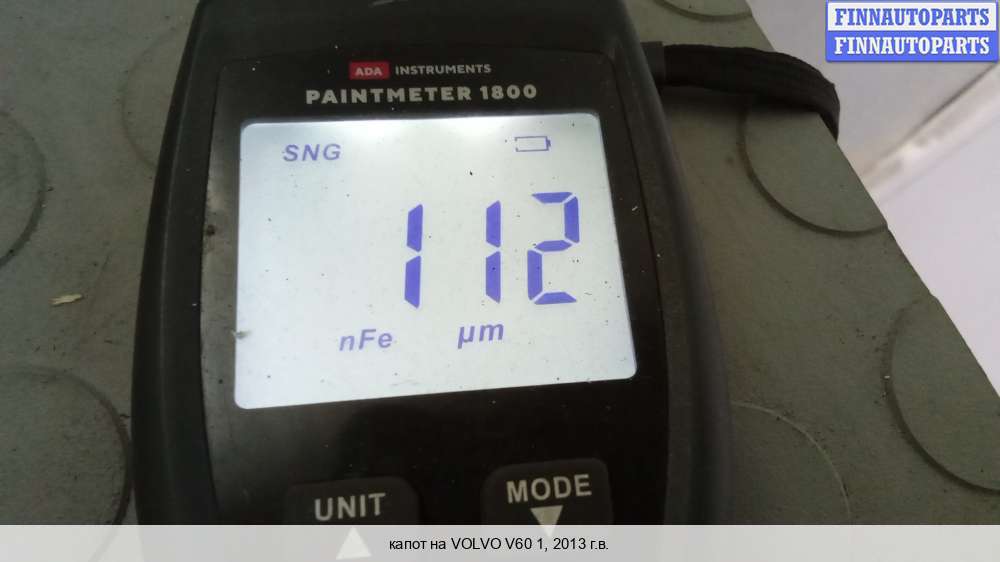 FINNAUTOPARTS
FINNAUTOPARTS
ADA INSTRUMENTS
PAINTMETER 1800
SNG
112
nFe µm
UNIT MODE
капот на VOLVO V60 1, 2013 г.в.